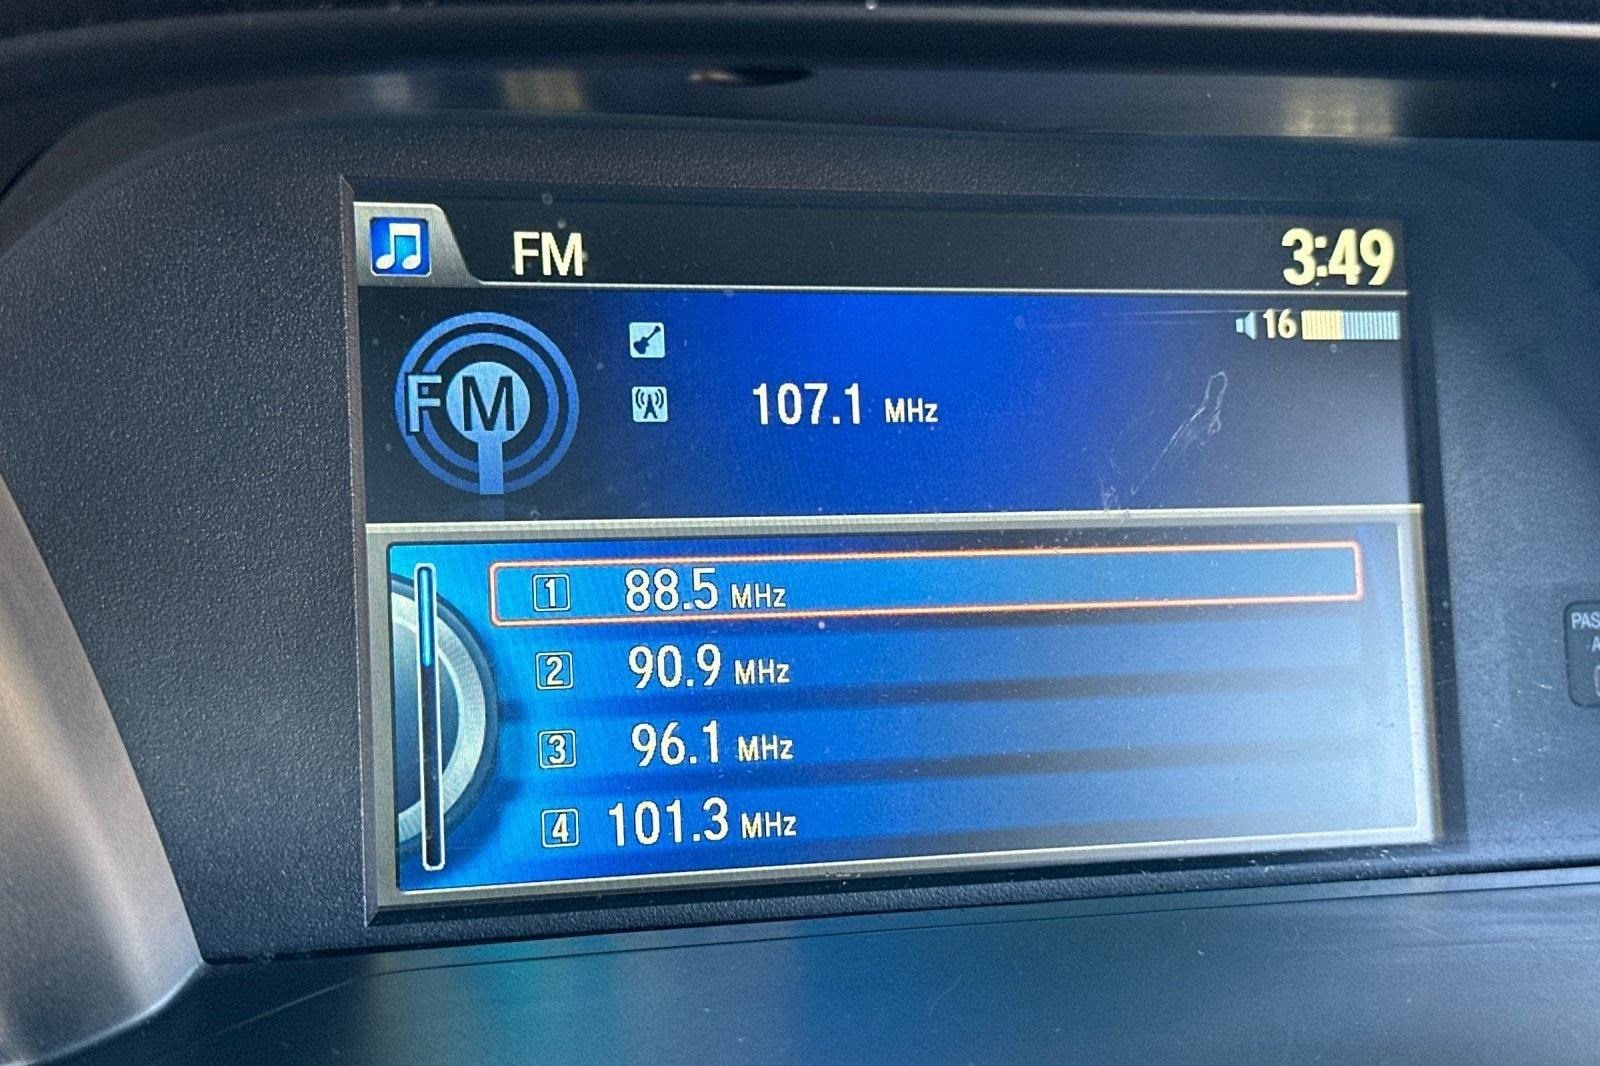 FM
3:49
16
FM
107.1 MHz
1 88.5 MHz
2 90.9 MHz
3 96.1 MHz
4 101.3 MHz